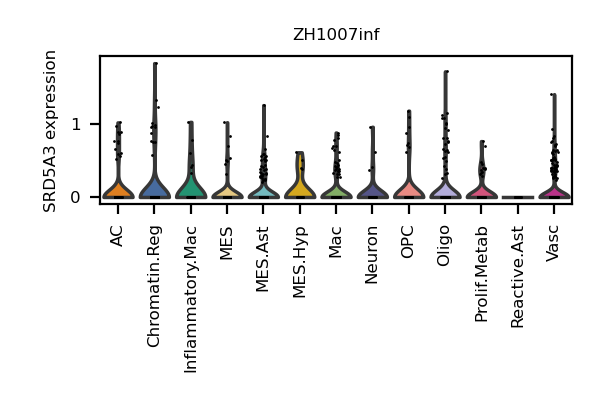 ZH1007inf
SRD5A3 expression
1
0
AC
Chromatin.Reg
Inflammatory.Mac
MES
MES.Ast
MES.Hyp
Mac
Neuron
OPC
Oligo
Prolif.Metab
Reactive.Ast
Vasc